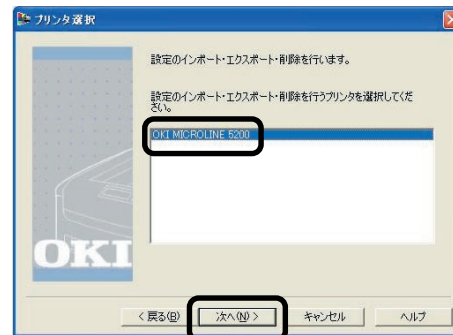 プリンタ選択
設定のインポート・エクスポート・削除を行います。
設定のインポート・エクスポート・削除を行うプリンタを選択してくだ
さい。
OKI MICROLINE 5200
OKI
< 戻る(B) 次へ(N) > キャンセル ヘルプ